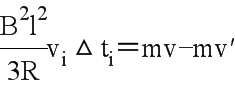 B²l²/3R vᵢ △ tᵢ=mv−mv′